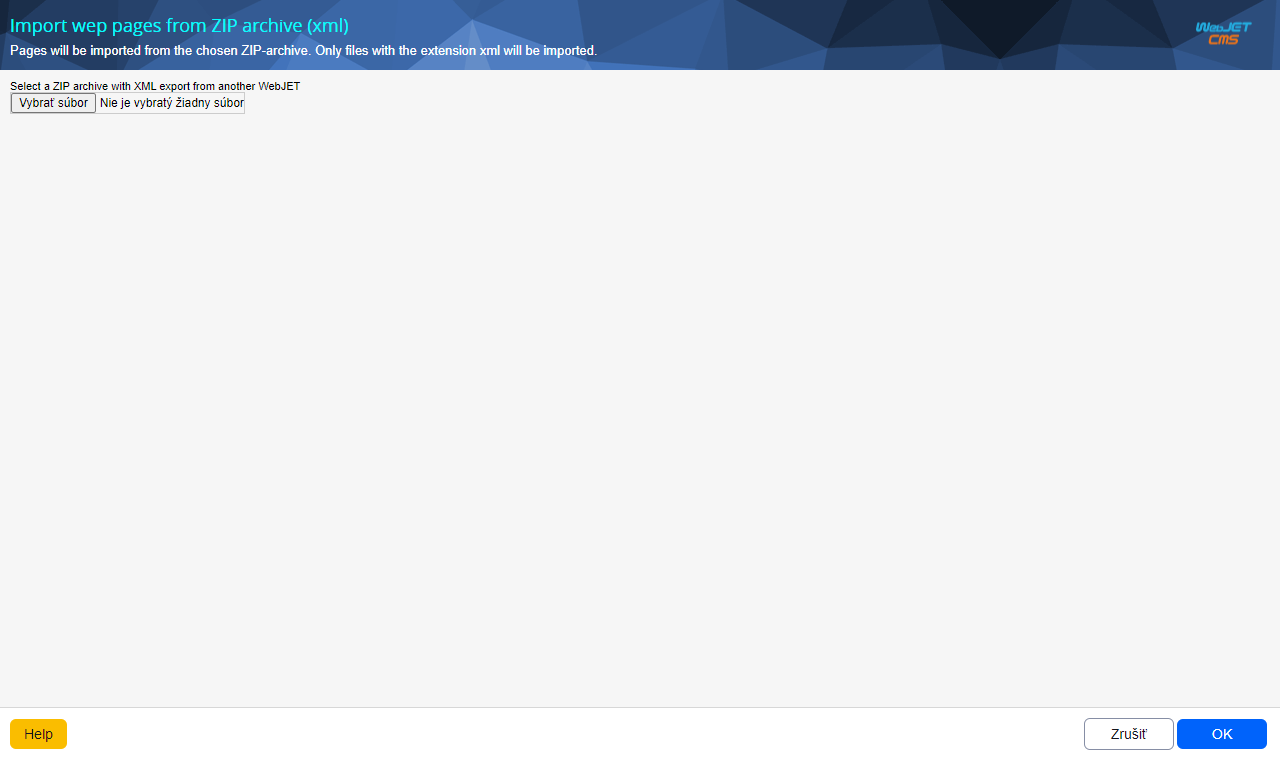 Import wep pages from ZIP archive (xml)
Pages will be imported from the chosen ZIP-archive. Only files with the extension xml will be imported.
WebJET
CMS
Select a ZIP archive with XML export from another WebJET
Vybrať súbor Nie je vybratý žiadny súbor
Help
Zrušiť
OK